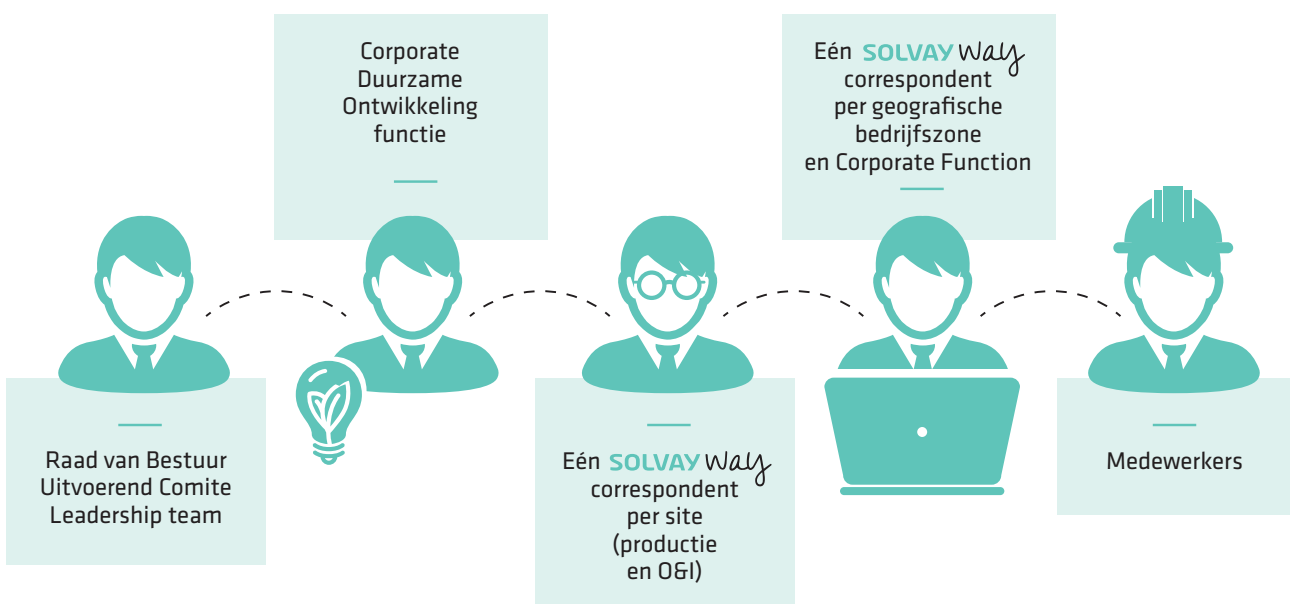 Raad van Bestuur
Uitvoerend Comite
Leadership team
Corporate
Duurzame
Ontwikkeling
functie
Eén SOLVAY way
correspondent
per site
(productie
en O&I)
Eén SOLVAY way
correspondent
per geografische
bedrijfszone
en Corporate Function
Medewerkers